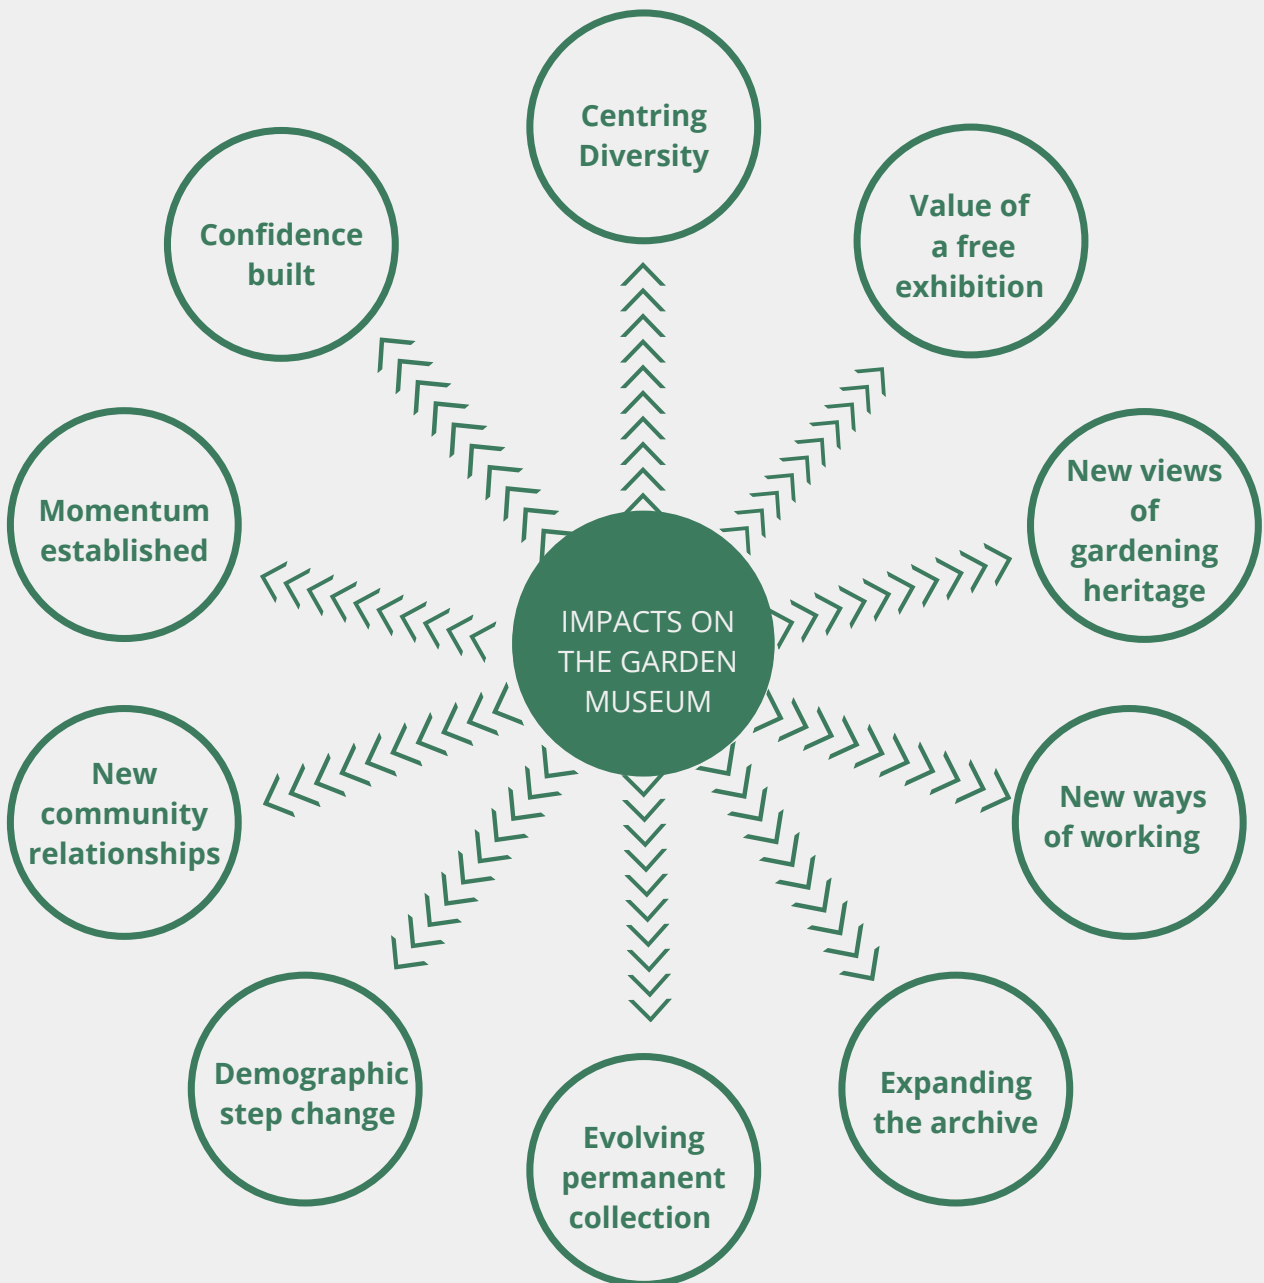 Centring
Diversity
Value of
a free
exhibition
New views
of
gardening
heritage
New ways
of working
Expanding
the archive
Evolving
permanent
collection
Demographic
step change
New
community
relationships
Momentum
established
Confidence
built
IMPACTS ON
THE GARDEN
MUSEUM